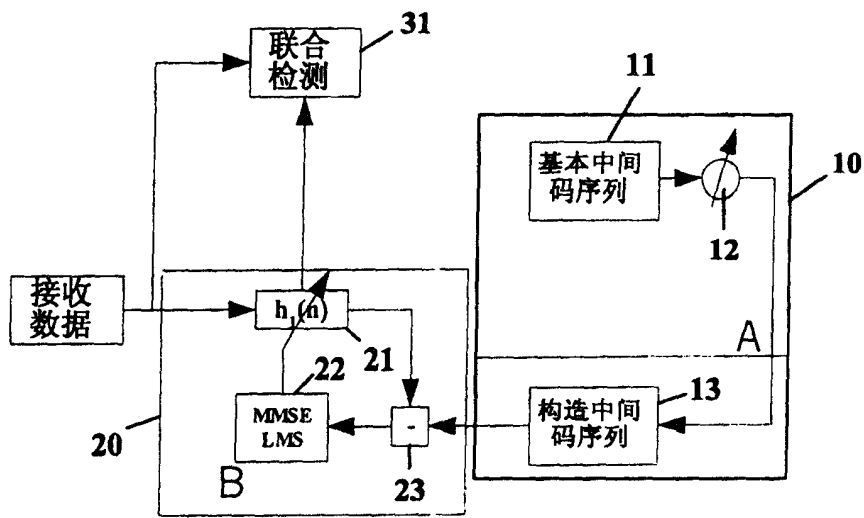 联合
检测
31
11
基本中间
码序列
10
12
接收
数据
h₁(n)
21
A
22
MMSE
LMS
-
23
构造中间
码序列
13
20
B